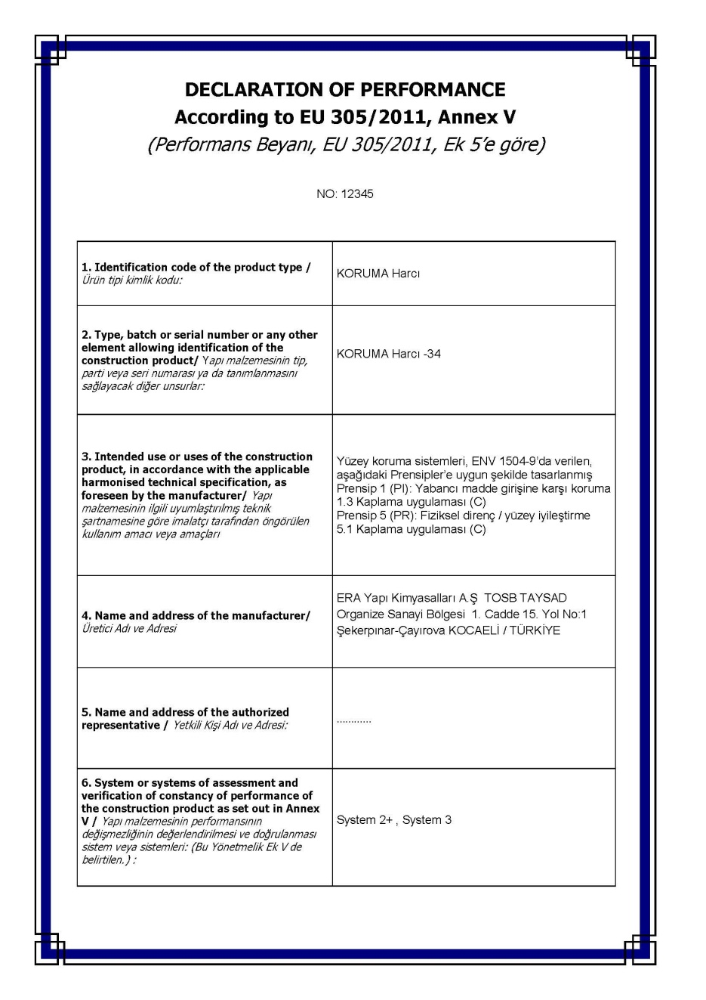 DECLARATION OF PERFORMANCE
According to EU 305/2011, Annex V
(Performans Beyanı, EU 305/2011, Ek 5’e göre)
NO: 12345
1. Identification code of the product type /
Ürün tipi kimlik kodu:
KORUMA Harcı
2. Type, batch or serial number or any other
element allowing identification of the
construction product/ Yapı malzemesinin tip,
parti veya seri numarası ya da tanımlanmasını
sağlayacak diğer unsurlar:
KORUMA Harcı -34
3. Intended use or uses of the construction
product, in accordance with the applicable
harmonised technical specification, as
foreseen by the manufacturer/ Yapı
malzemesinin ilgili uyumlaştırılmış teknik
şartnamesine göre imalatçı tarafından öngörülen
kullanım amacı veya amaçları
Yüzey koruma sistemleri, ENV 1504-9’da verilen,
aşağıdaki Prensipler’e uygun şekilde tasarlanmış
Prensip 1 (PI): Yabancı madde girişine karşı koruma
1.3 Kaplama uygulaması (C)
Prensip 5 (PR): Fiziksel direnç / yüzey iyileştirme
5.1 Kaplama uygulaması (C)
4. Name and address of the manufacturer/
Üretici Adı ve Adresi
ERA Yapı Kimyasalları A.Ş  TOSB TAYSAD
Organize Sanayi Bölgesi  1. Cadde 15. Yol No:1
Şekerpınar-Çayırova KOCAELİ / TÜRKİYE
5. Name and address of the authorized
representative / Yetkili Kişi Adı ve Adresi:
............
6. System or systems of assessment and
verification of constancy of performance of
the construction product as set out in Annex
V / Yapı malzemesinin performansının
değişmezliğinin değerlendirilmesi ve doğrulanması
sistem veya sistemleri: (Bu Yönetmelik Ek V de
belirtilen.) :
System 2+ , System 3